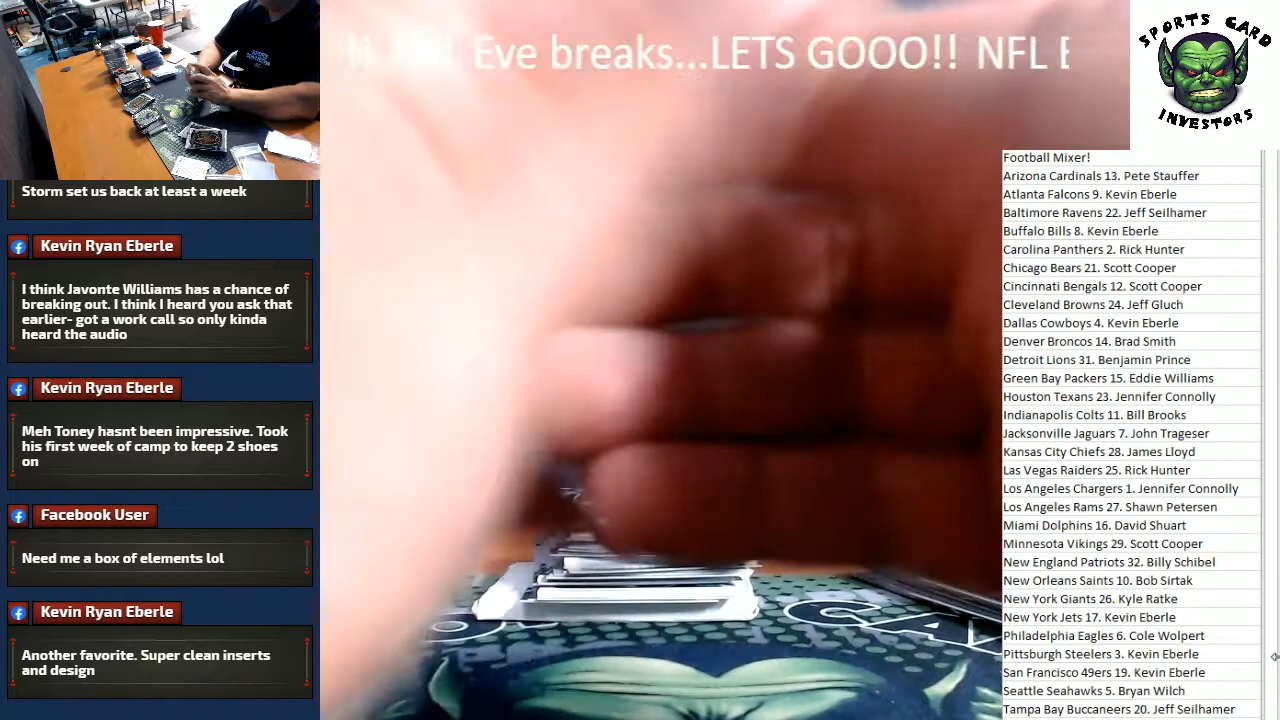 Eve breaks...LETS GOOO!! NFL
SPORTS CARD
INVESTORS
Storm set us back at least a week
Kevin Ryan Eberle
I think Javonte Williams has a chance of
breaking out. I think I heard you ask that
earlier- got a work call so only kinda
heard the audio
Kevin Ryan Eberle
Meh Toney hasnt been impressive. Took
his first week of camp to keep 2 shoes
on
Facebook User
Need me a box of elements lol
Kevin Ryan Eberle
Another favorite. Super clean inserts
and design
Football Mixer!
Arizona Cardinals 13. Pete Stauffer
Atlanta Falcons 9. Kevin Eberle
Baltimore Ravens 22. Jeff Seilhamer
Buffalo Bills 8. Kevin Eberle
Carolina Panthers 2. Rick Hunter
Chicago Bears 21. Scott Cooper
Cincinnati Bengals 12. Scott Cooper
Cleveland Browns 24. Jeff Gluch
Dallas Cowboys 4. Kevin Eberle
Denver Broncos 14. Brad Smith
Detroit Lions 31. Benjamin Prince
Green Bay Packers 15. Eddie Williams
Houston Texans 23. Jennifer Connolly
Indianapolis Colts 11. Bill Brooks
Jacksonville Jaguars 7. John Trageser
Kansas City Chiefs 28. James Lloyd
Las Vegas Raiders 25. Rick Hunter
Los Angeles Chargers 1. Jennifer Connolly
Los Angeles Rams 27. Shawn Petersen
Miami Dolphins 16. David Shuart
Minnesota Vikings 29. Scott Cooper
New England Patriots 32. Billy Schibel
New Orleans Saints 10. Bob Sirtak
New York Giants 26. Kyle Ratke
New York Jets 17. Kevin Eberle
Philadelphia Eagles 6. Cole Wolpert
Pittsburgh Steelers 3. Kevin Eberle
San Francisco 49ers 19. Kevin Eberle
Seattle Seahawks 5. Bryan Wilch
Tampa Bay Buccaneers 20. Jeff Seilhamer